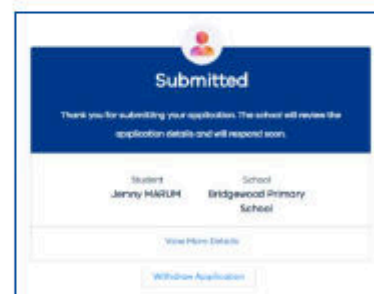 Submitted
Thank you for submitting your application. The school will review the
application details and will respond soon.
Student
Jenny MARUM
School
Bridgewood Primary
School
View More Details
Withdraw Application